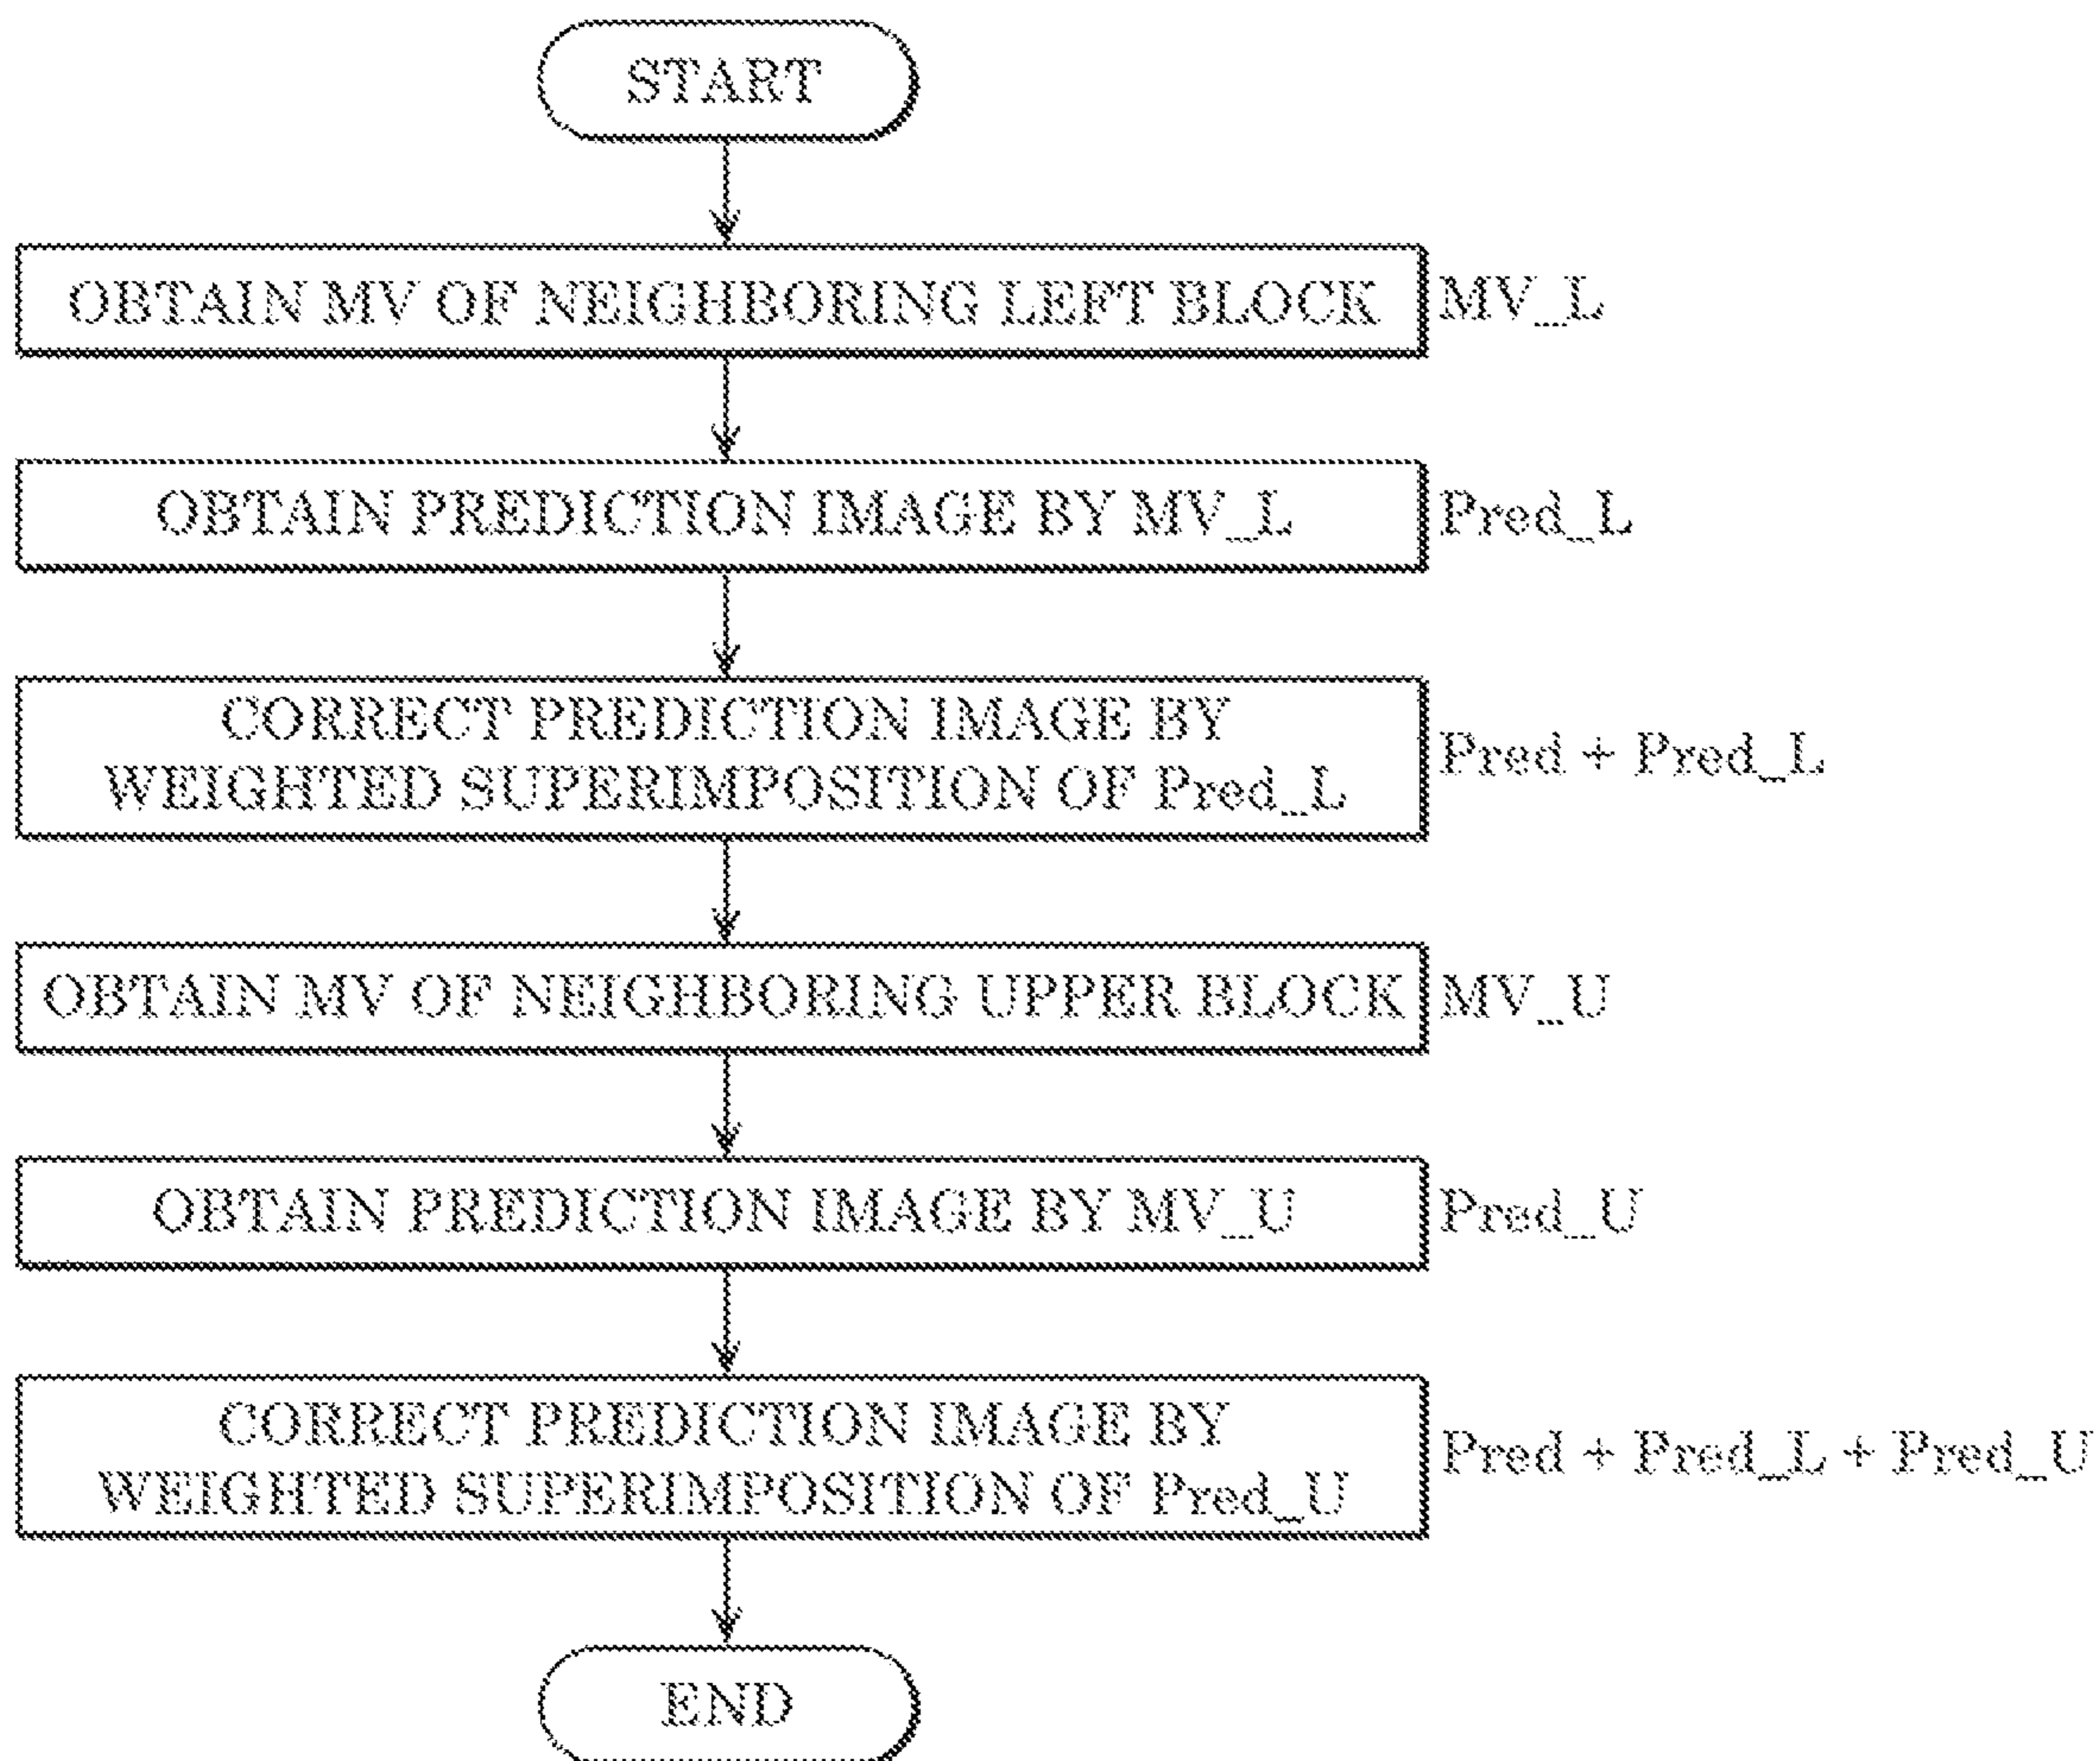 START
OBTAIN MV OF NEIGHBORING LEFT BLOCK
MV_L
OBTAIN PREDICTION IMAGE BY MV_L
Pred_L
CORRECT PREDICTION IMAGE BY
WEIGHTED SUPERIMPOSITION OF Pred_L
Pred + Pred_L
OBTAIN MV OF NEIGHBORING UPPER BLOCK
MV_U
OBTAIN PREDICTION IMAGE BY MV_U
Pred_U
CORRECT PREDICTION IMAGE BY
WEIGHTED SUPERIMPOSITION OF Pred_U
Pred + Pred_L + Pred_U
END